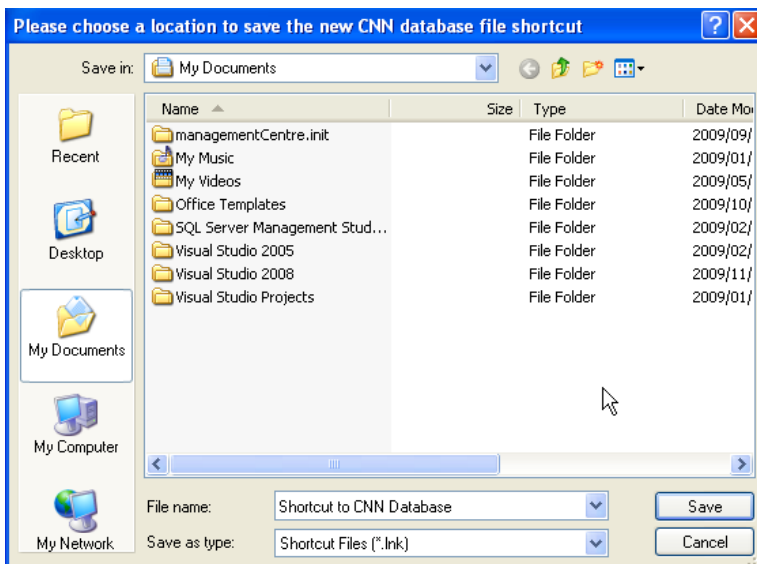 Please choose a location to save the new CNN database file shortcut
Save in: My Documents
Recent
Desktop
My Documents
My Computer
My Network
Name Size Type Date Mo
managementCentre.init File Folder 2009/09/
My Music File Folder 2009/01/
My Videos File Folder 2009/05/
Office Templates File Folder 2009/10/
SQL Server Management Stud... File Folder 2009/02/
Visual Studio 2005 File Folder 2009/02/
Visual Studio 2008 File Folder 2009/11/
Visual Studio Projects File Folder 2009/01/
File name: Shortcut to CNN Database Save
Save as type: Shortcut Files (*.lnk) Cancel